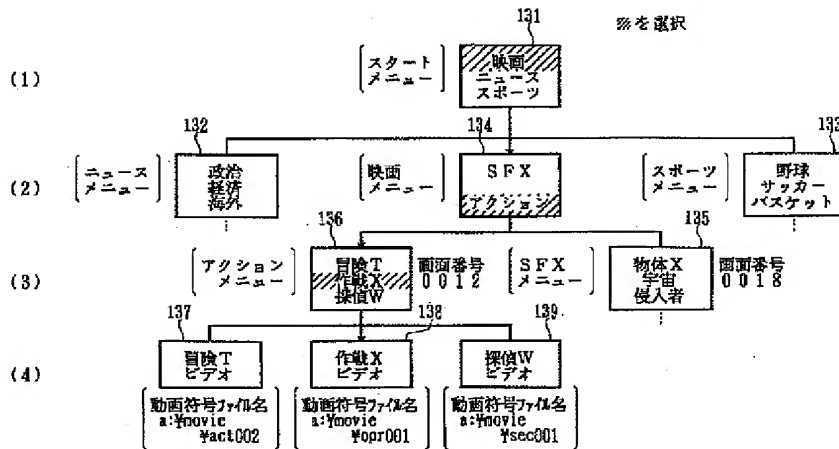 131
▨を選択
(1)
スタート
メニュー
映画
ニュース
スポーツ
132
134
133
(2)
ニュース
メニュー
政治
経済
海外
映画
メニュー
SFX
アクション
スポーツ
メニュー
野球
サッカー
バスケット
136
135
(3)
アクション
メニュー
冒険T
作戦X
探偵W
画面番号
0012
SFX
メニュー
物体X
宇宙
侵入者
画面番号
0018
137
138
139
(4)
冒険T
ビデオ
作戦X
ビデオ
探偵W
ビデオ
動画符号ファイル名
a:¥movie
¥act002
動画符号ファイル名
a:¥movie
¥opr001
動画符号ファイル名
a:¥movie
¥sec001